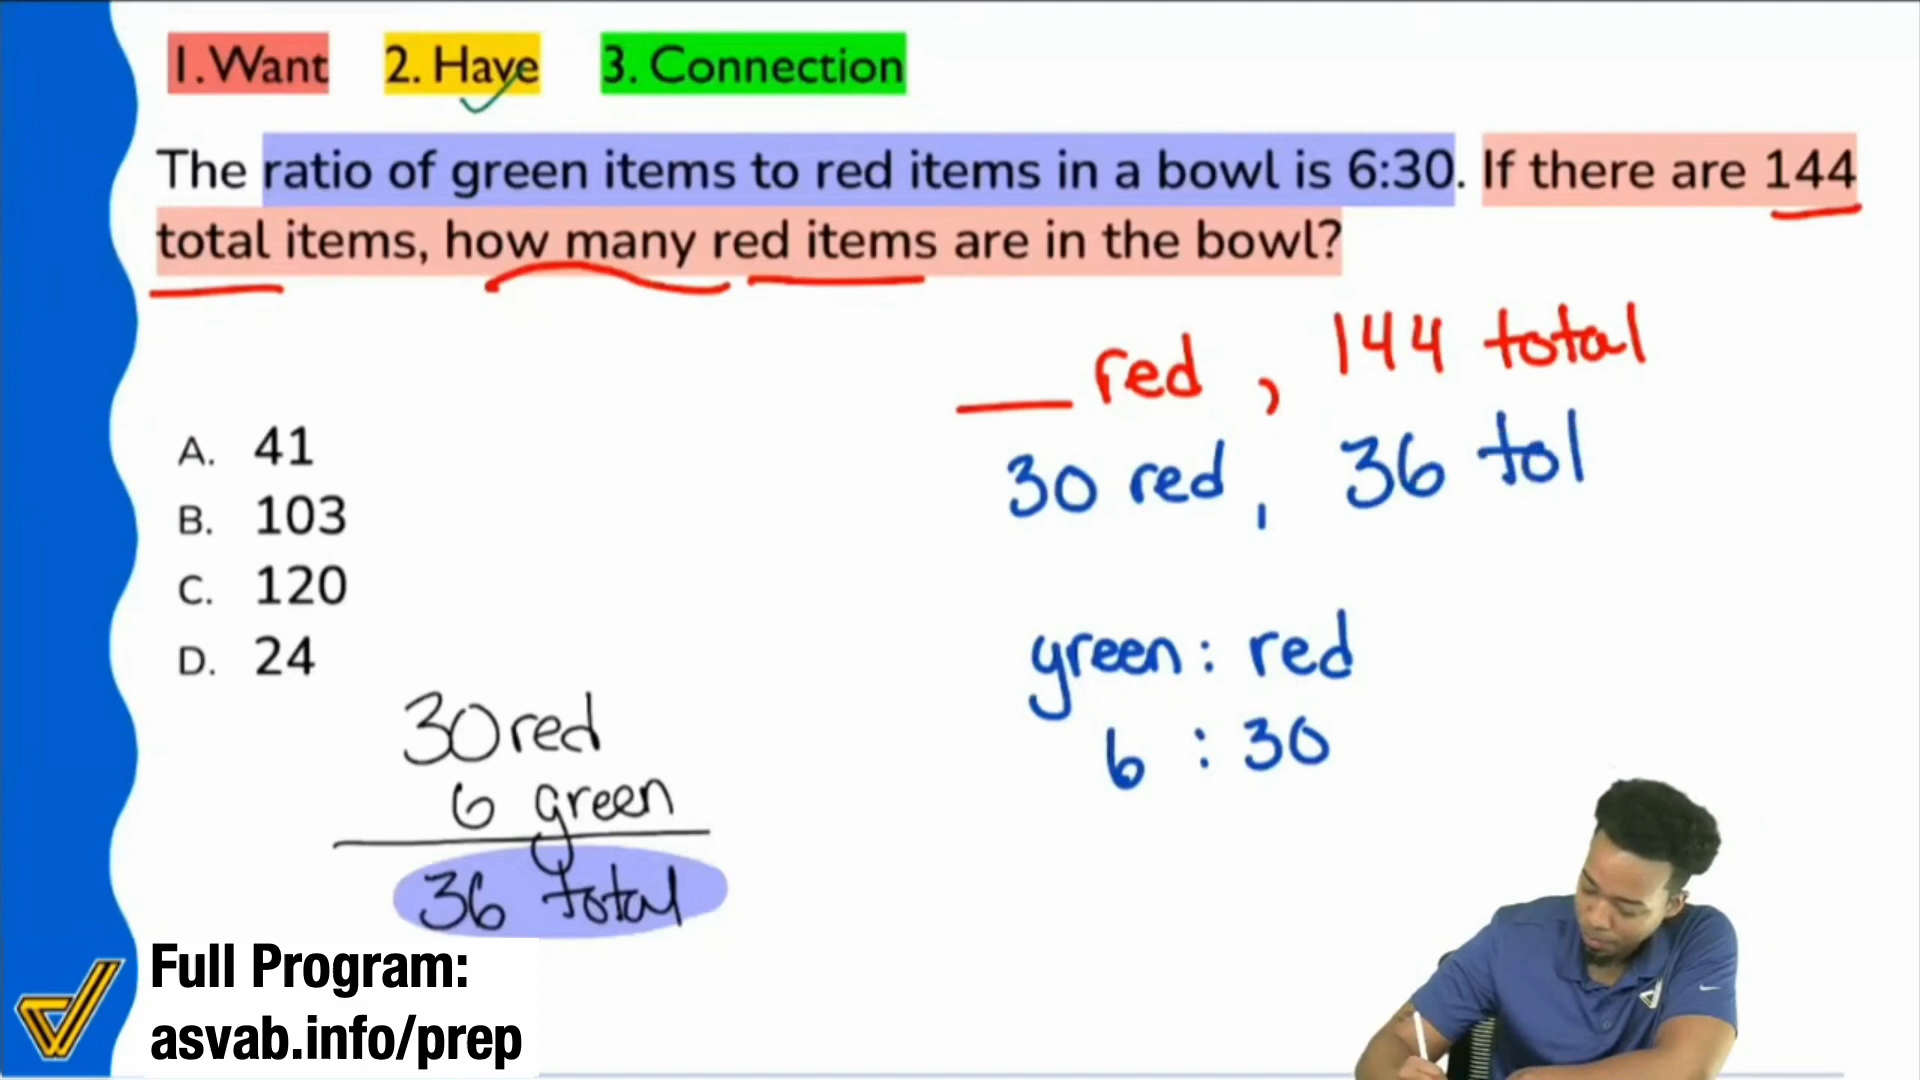 1. Want 2. Have 3. Connection
The ratio of green items to red items in a bowl is 6:30. If there are 144
total items, how many red items are in the bowl?
__ red, 144 total
30 red, 36 tol
A. 41
B. 103
C. 120
D. 24
green : red
6 : 30
30 red
6 green
36 total
Full Program:
asvab.info/prep